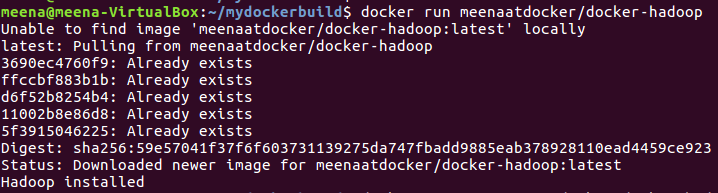 meena@meena-VirtualBox:~/mydockerbuild$ docker run meenaatdocker/docker-hadoop
Unable to find image 'meenaatdocker/docker-hadoop:latest' locally
latest: Pulling from meenaatdocker/docker-hadoop
3690ec4760f9: Already exists
ffccbf883b1b: Already exists
d6f52b8254b4: Already exists
11002b8e86d8: Already exists
5f3915046225: Already exists
Digest: sha256:59e57041f37f6f603731139275da747fbadd9885eab378928110ead4459ce923
Status: Downloaded newer image for meenaatdocker/docker-hadoop:latest
Hadoop installed